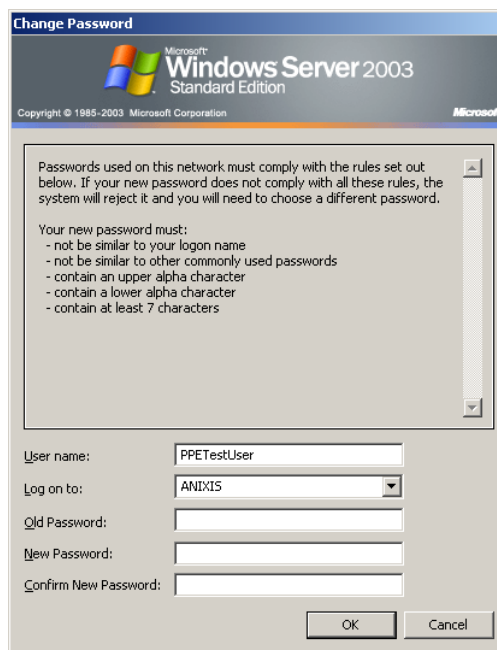 Change Password
Microsoft
Windows Server 2003
Standard Edition
Copyright © 1985-2003 Microsoft Corporation
Microsof
Passwords used on this network must comply with the rules set out
below. If your new password does not comply with all these rules, the
system will reject it and you will need to choose a different password.
Your new password must:
- not be similar to your logon name
- not be similar to other commonly used passwords
- contain an upper alpha character
- contain a lower alpha character
- contain at least 7 characters
User name: PPETestUser
Log on to: ANIXIS
Old Password:
New Password:
Confirm New Password:
OK Cancel